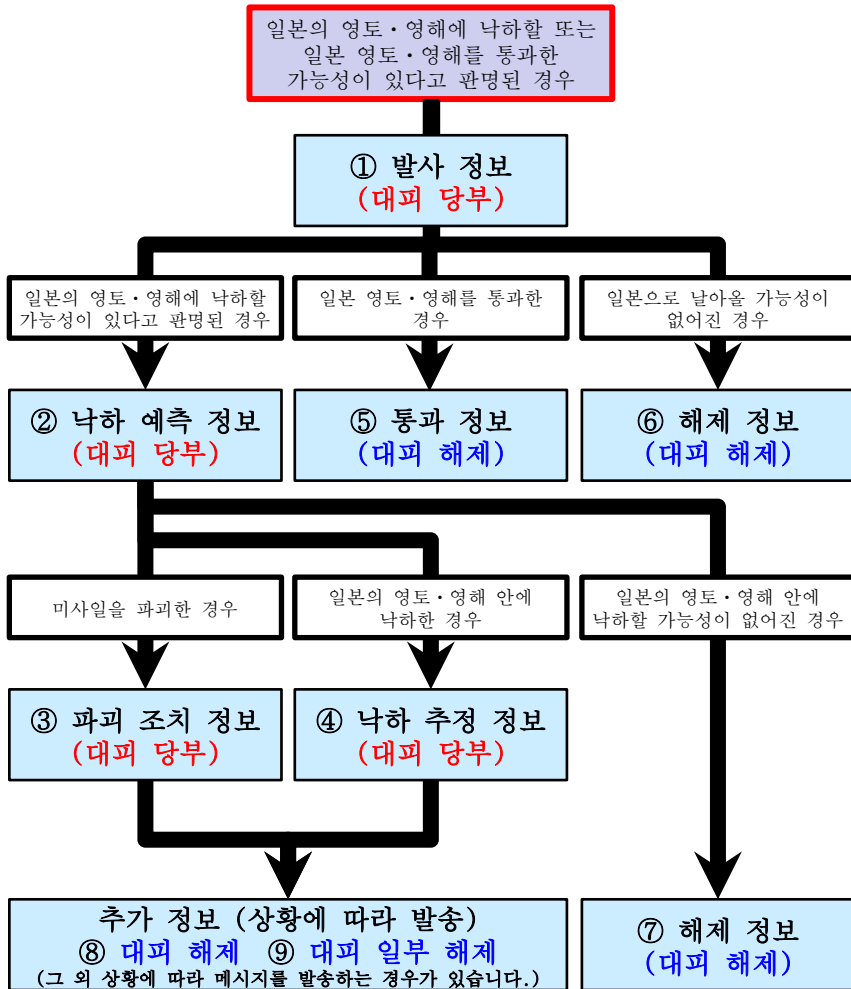 일본의 영토・영해에 낙하할 또는
일본 영토・영해를 통과한
가능성이 있다고 판명된 경우
① 발사 정보
(대피 당부)
일본의 영토・영해에 낙하할
가능성이 있다고 판명된 경우
일본 영토・영해를 통과한
경우
일본으로 날아올 가능성이
없어진 경우
② 낙하 예측 정보
(대피 당부)
⑤ 통과 정보
(대피 해제)
⑥ 해제 정보
(대피 해제)
미사일을 파괴한 경우
일본의 영토・영해 안에
낙하한 경우
일본의 영토・영해 안에
낙하할 가능성이 없어진 경우
③ 파괴 조치 정보
(대피 당부)
④ 낙하 추정 정보
(대피 당부)
추가 정보 (상황에 따라 발송)
⑧ 대피 해제 ⑨ 대피 일부 해제
(그 외 상황에 따라 메시지를 발송하는 경우가 있습니다.)
⑦ 해제 정보
(대피 해제)